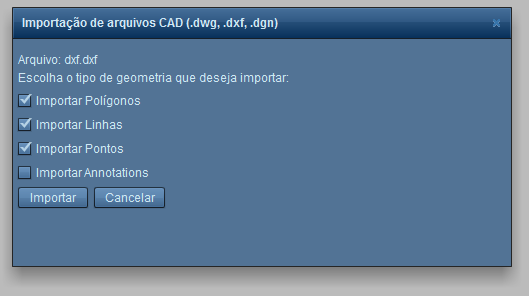 Importação de arquivos CAD (.dwg, .dxf, .dgn)
Arquivo: dxf.dxf
Escolha o tipo de geometria que deseja importar:
Importar Polígonos
Importar Linhas
Importar Pontos
Importar Annotations
Importar Cancelar